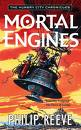 THE HUNGRY CITY CHRONICLES
MORTAL
ENGINES
PHILIP REEVE